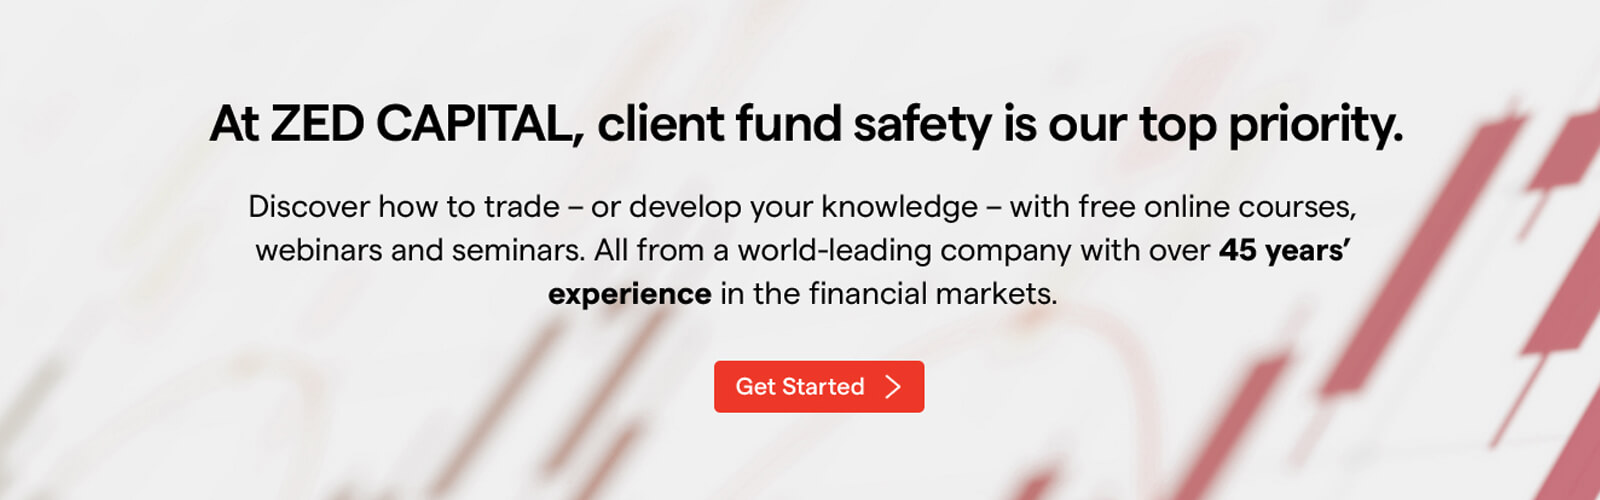 At ZED CAPITAL, client fund safety is our top priority.
Discover how to trade – or develop your knowledge – with free online courses,
webinars and seminars. All from a world-leading company with over 45 years’
experience in the financial markets.
Get Started